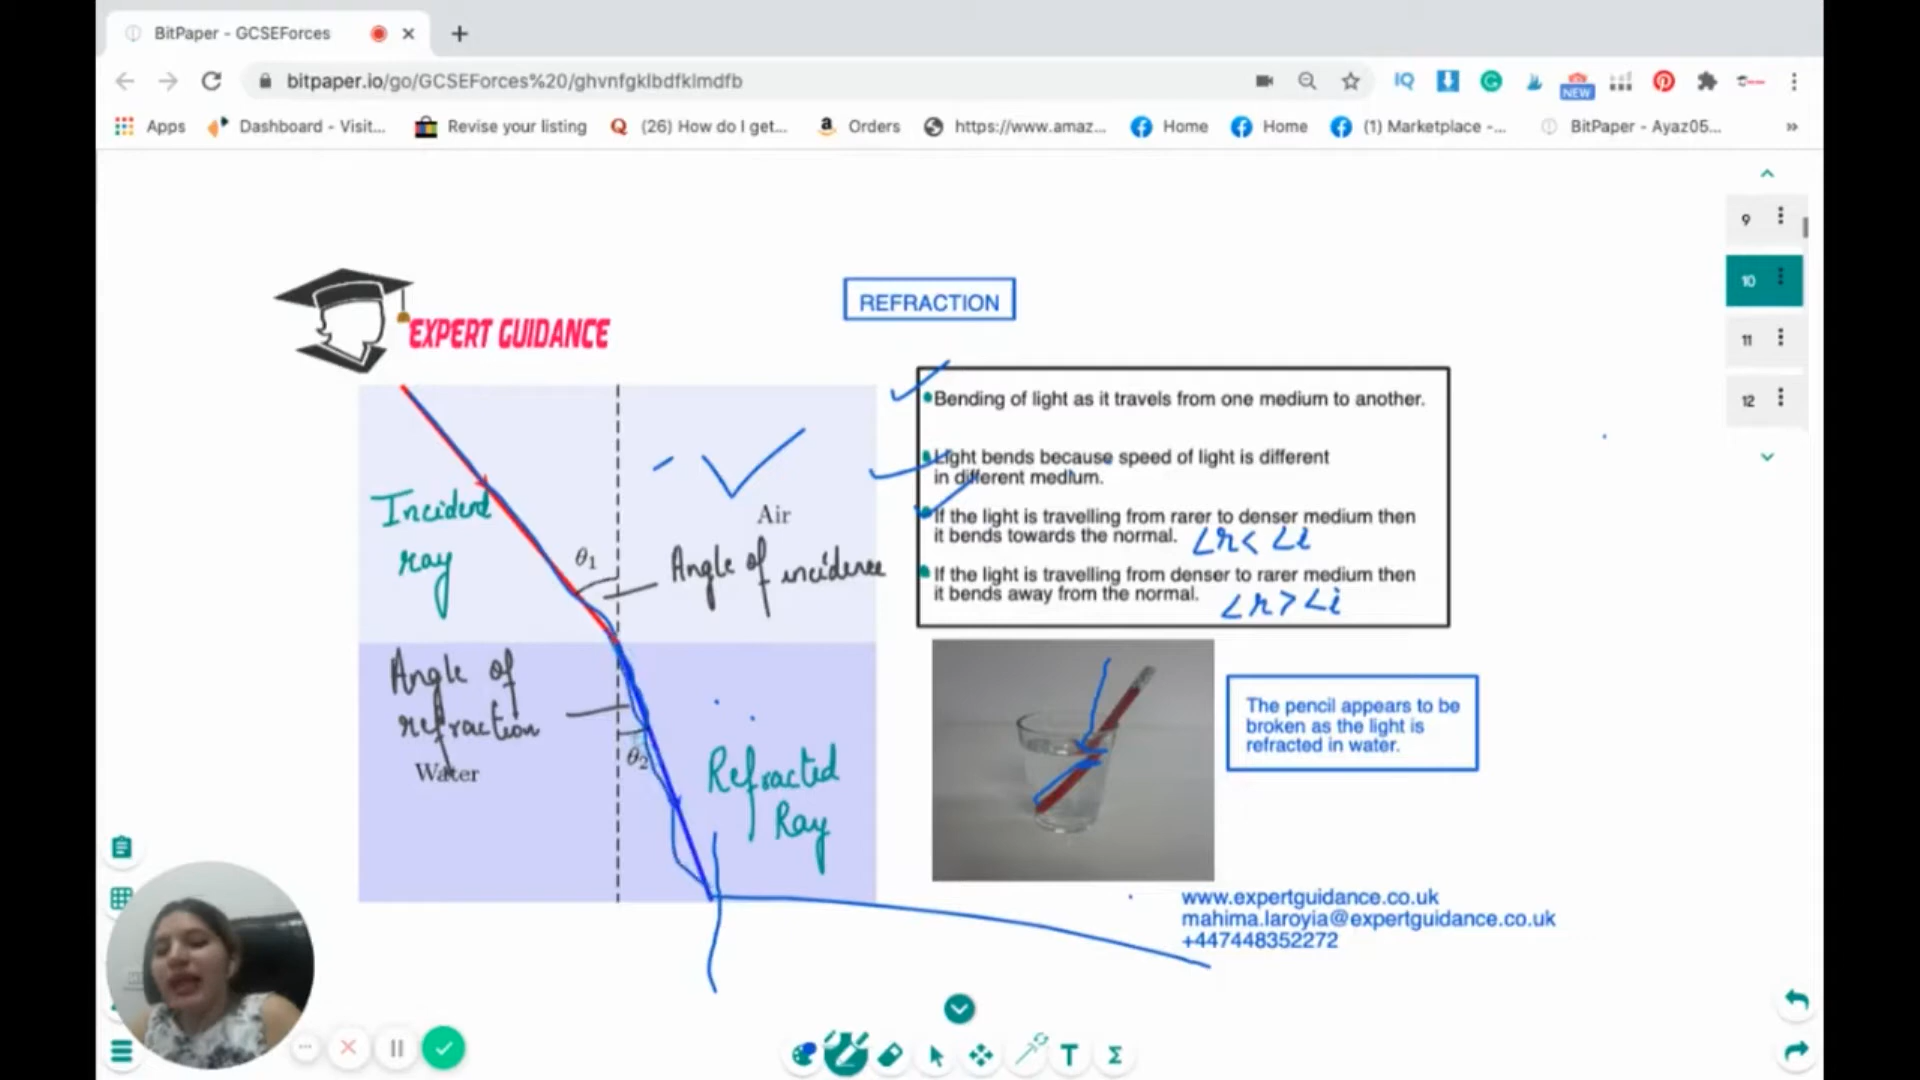 BitPaper - GCSEForces
bitpaper.io/go/GCSEForces%20/ghvnfgklbdfklmdfb
NEW
Apps
Dashboard - Visit...
Revise your listing
(26) How do I get...
Orders
https://www.amaz...
Home
Home
(1) Marketplace -...
BitPaper - Ayaz05...
»
9
10
11
12
EXPERT GUIDANCE
REFRACTION
Incident
ray
θ1
Air
Angle of incidence
Angle of
refraction
Water
θ2
Refracted
Ray
Bending of light as it travels from one medium to another.
Light bends because speed of light is different
in different medium.
If the light is travelling from rarer to denser medium then
it bends towards the normal. ∠r< ∠i
If the light is travelling from denser to rarer medium then
it bends away from the normal. ∠r > ∠i
The pencil appears to be
broken as the light is
refracted in water.
www.expertguidance.co.uk
mahima.laroyia@expertguidance.co.uk
+447448352272
T
Σ